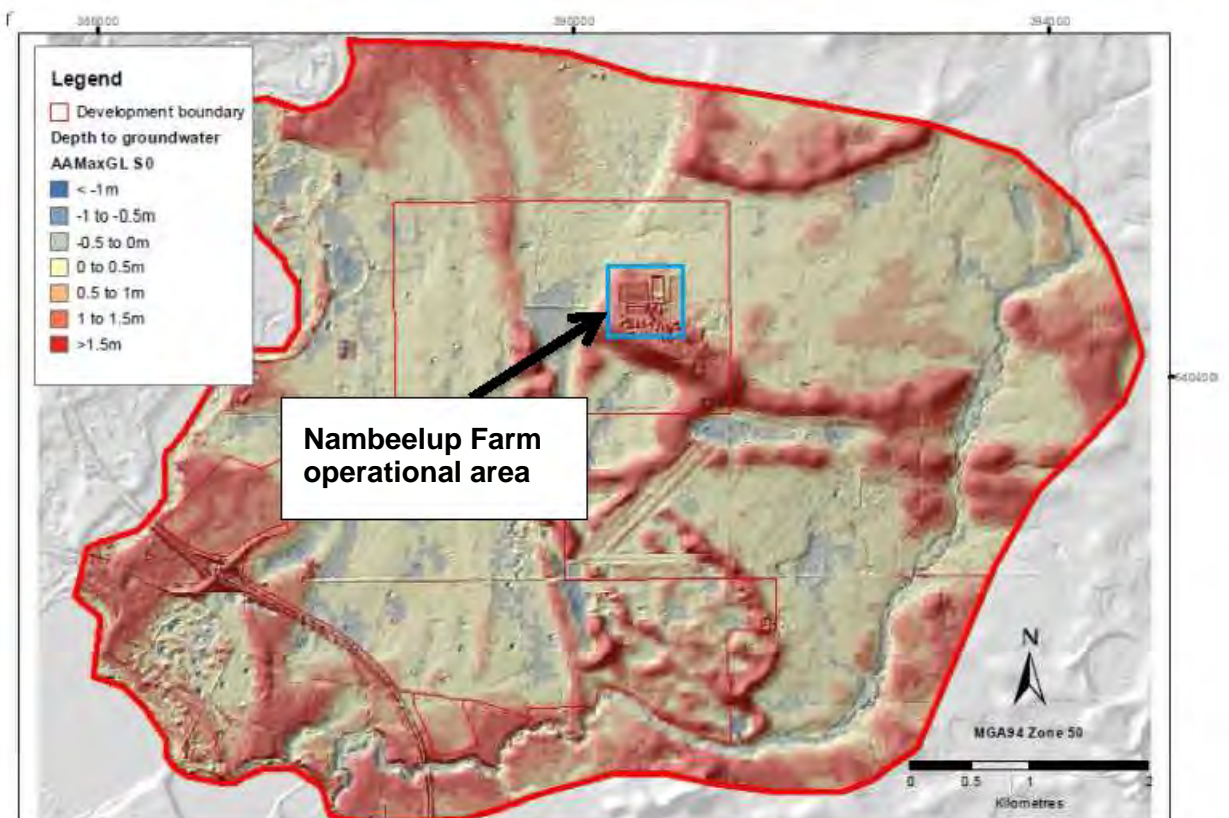 f
390000
Legend
Development boundary
Depth to groundwater
AAMaxGL S0
< -1m
-1 to -0.5m
-0.5 to 0m
0 to 0.5m
0.5 to 1m
1 to 1.5m
>1.5m
Nambeelup Farm
operational area
N
MGA94 Zone 50
0 0.5 1 2
Kilometres